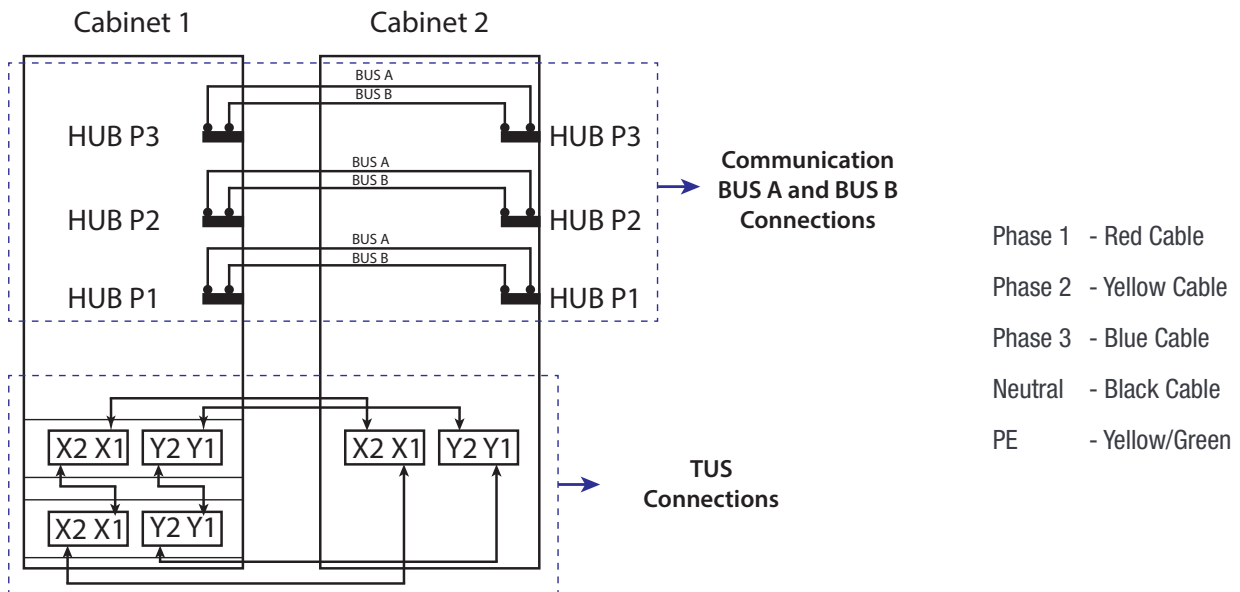 Cabinet 1
Cabinet 2
BUS A
BUS B
HUB P3
HUB P3
BUS A
BUS B
HUB P2
HUB P2
BUS A
BUS B
HUB P1
HUB P1
Communication
BUS A and BUS B
Connections
X2 X1
Y2 Y1
X2 X1
Y2 Y1
X2 X1
Y2 Y1
TUS
Connections
Phase 1 - Red Cable
Phase 2 - Yellow Cable
Phase 3 - Blue Cable
Neutral - Black Cable
PE - Yellow/Green